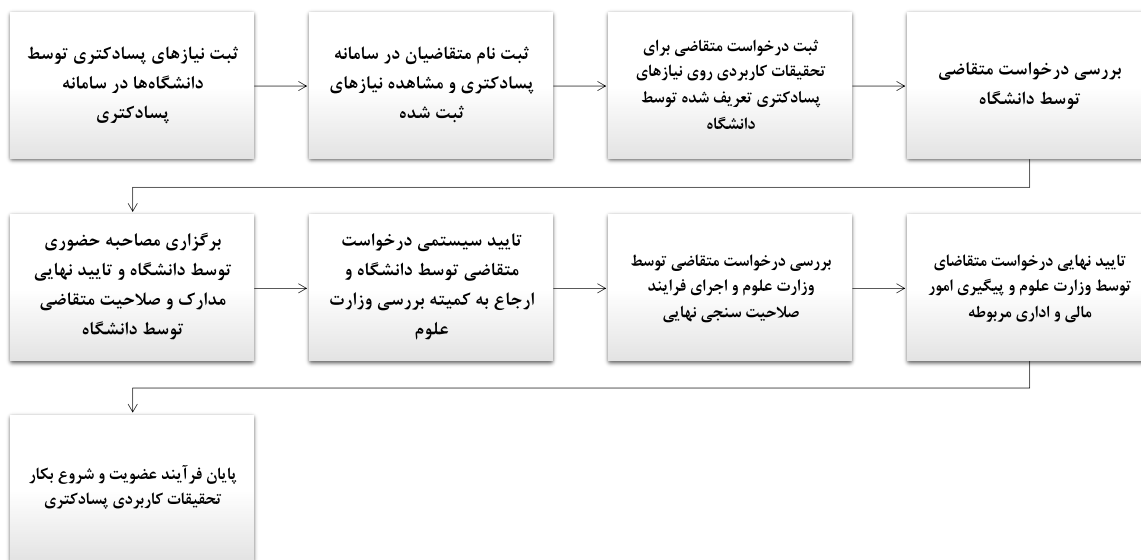 ثبت نیازهای پسادکتری توسط
دانشگاه‌ها در سامانه
پسادکتری
ثبت نام متقاضیان در سامانه
پسادکتری و مشاهده نیازهای
ثبت شده
ثبت درخواست متقاضی برای
تحقیقات کاربردی روی نیازهای
پسادکتری تعریف شده توسط
دانشگاه
بررسی درخواست متقاضی
توسط دانشگاه
برگزاری مصاحبه حضوری
توسط دانشگاه و تایید نهایی
مدارک و صلاحیت متقاضی
توسط دانشگاه
تایید سیستمی درخواست
متقاضی توسط دانشگاه و
ارجاع به کمیته بررسی وزارت
علوم
بررسی درخواست متقاضی توسط
وزارت علوم و اجرای فرایند
صلاحیت سنجی نهایی
تایید نهایی درخواست متقاضای
توسط وزارت علوم و پیگیری امور
مالی و اداری مربوطه
پایان فرآیند عضویت و شروع بکار
تحقیقات کاربردی پسادکتری